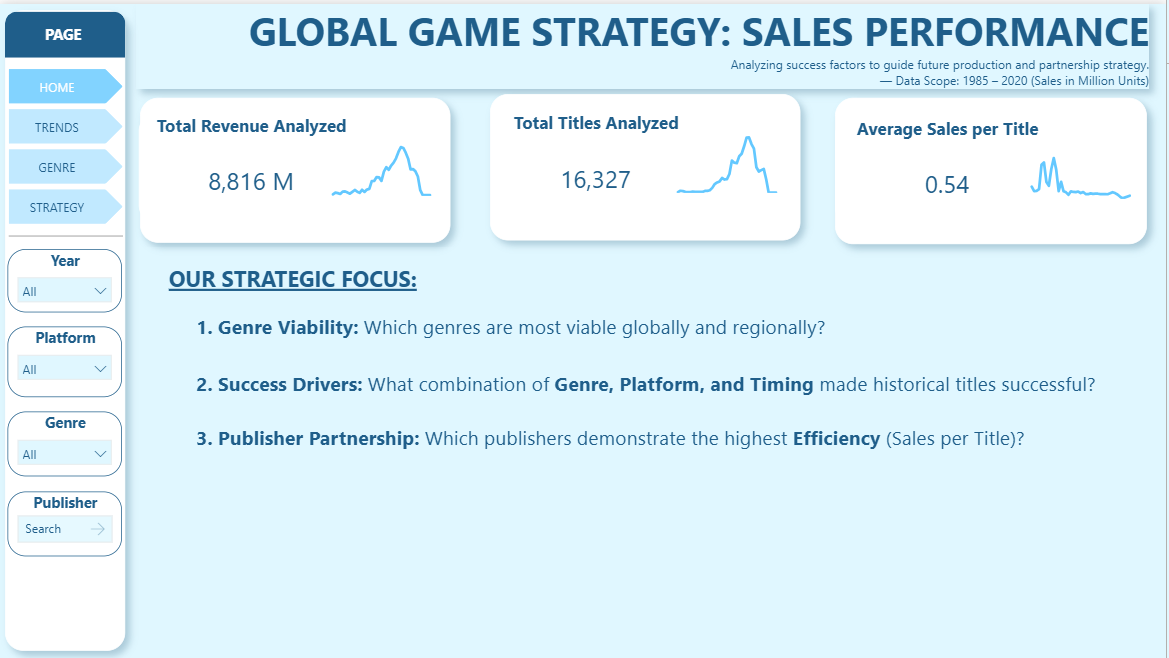 PAGE
HOME
TRENDS
GENRE
STRATEGY
Year
All
Platform
All
Genre
All
Publisher
Search
GLOBAL GAME STRATEGY: SALES PERFORMANCE
Analyzing success factors to guide future production and partnership strategy.
— Data Scope: 1985 – 2020 (Sales in Million Units)
Total Revenue Analyzed
8,816 M
Total Titles Analyzed
16,327
Average Sales per Title
0.54
OUR STRATEGIC FOCUS:
1. Genre Viability: Which genres are most viable globally and regionally?
2. Success Drivers: What combination of Genre, Platform, and Timing made historical titles successful?
3. Publisher Partnership: Which publishers demonstrate the highest Efficiency (Sales per Title)?